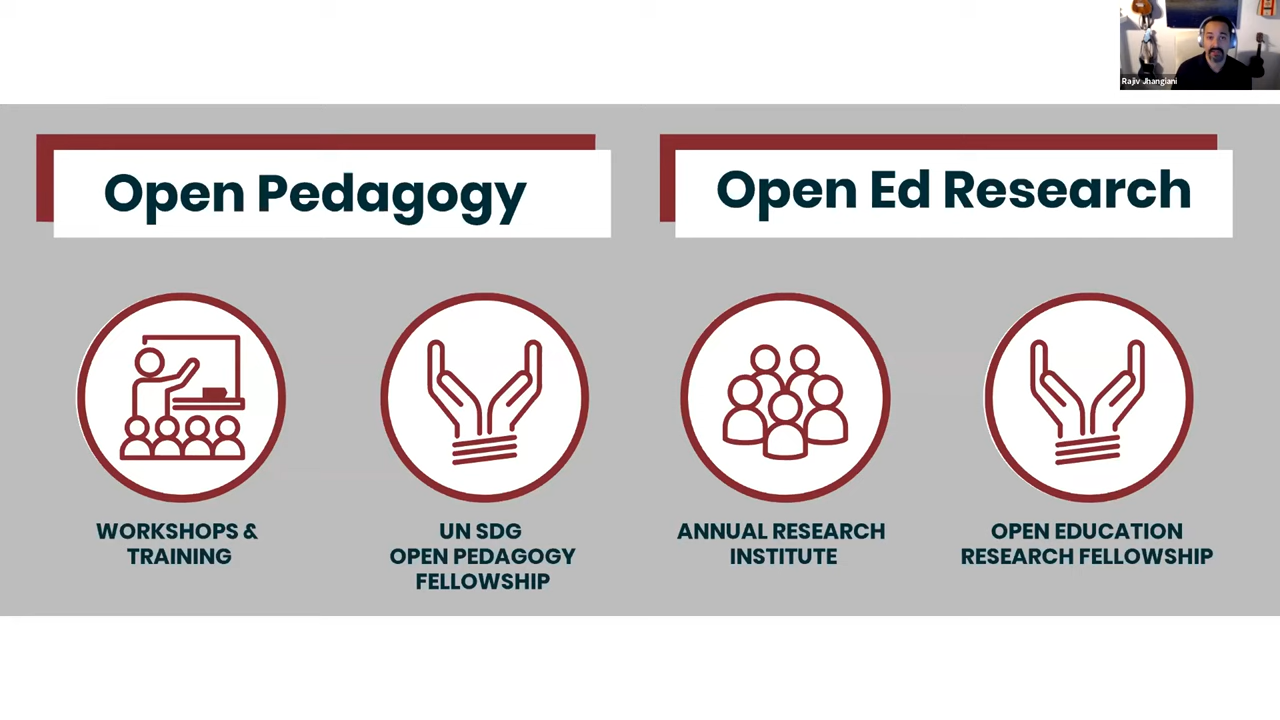 Rajiv Jhangiani
Open Pedagogy
Open Ed Research
WORKSHOPS &
TRAINING
UN SDG
OPEN PEDAGOGY
FELLOWSHIP
ANNUAL RESEARCH
INSTITUTE
OPEN EDUCATION
RESEARCH FELLOWSHIP